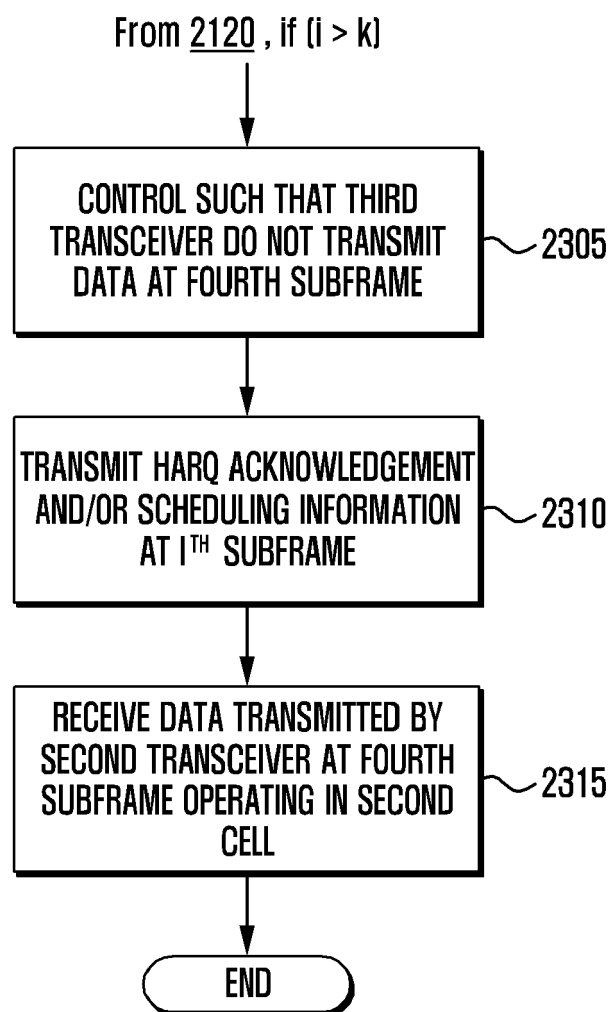 From 2120 , if (i > k)
CONTROL SUCH THAT THIRD
TRANSCEIVER DO NOT TRANSMIT
DATA AT FOURTH SUBFRAME
2305
TRANSMIT HARQ ACKNOWLEDGEMENT
AND/OR SCHEDULING INFORMATION
AT ITH SUBFRAME
2310
RECEIVE DATA TRANSMITTED BY
SECOND TRANSCEIVER AT FOURTH
SUBFRAME OPERATING IN SECOND
CELL
2315
END